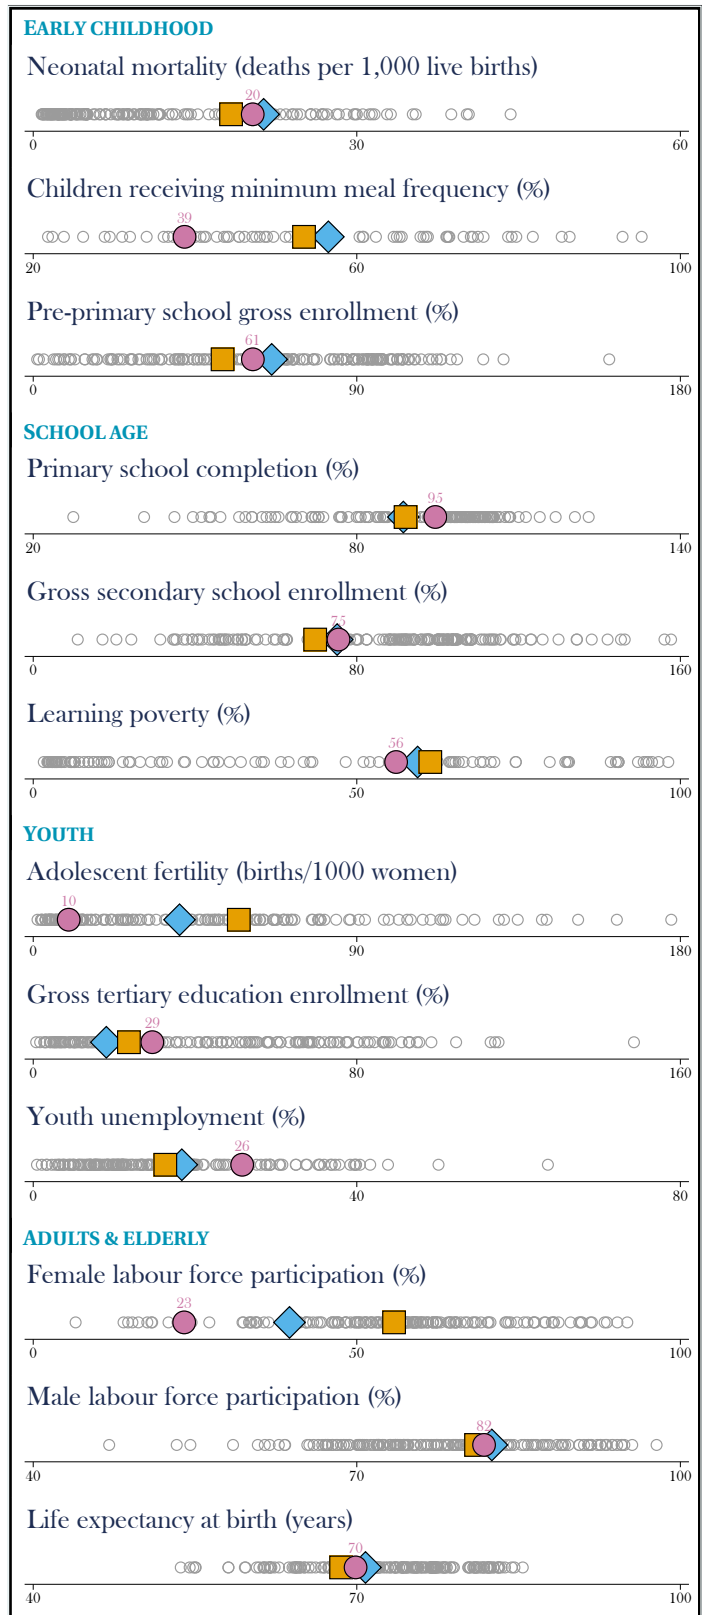 EARLY CHILDHOOD
Neonatal mortality (deaths per 1,000 live births)
20
0 30 60
Children receiving minimum meal frequency (%)
39
20 60 100
Pre-primary school gross enrollment (%)
61
0 90 180
SCHOOL AGE
Primary school completion (%)
95
20 80 140
Gross secondary school enrollment (%)
75
0 80 160
Learning poverty (%)
56
0 50 100
YOUTH
Adolescent fertility (births/1000 women)
10
0 90 180
Gross tertiary education enrollment (%)
29
0 80 160
Youth unemployment (%)
26
0 40 80
ADULTS & ELDERLY
Female labour force participation (%)
23
0 50 100
Male labour force participation (%)
82
40 70 100
Life expectancy at birth (years)
70
40 70 100